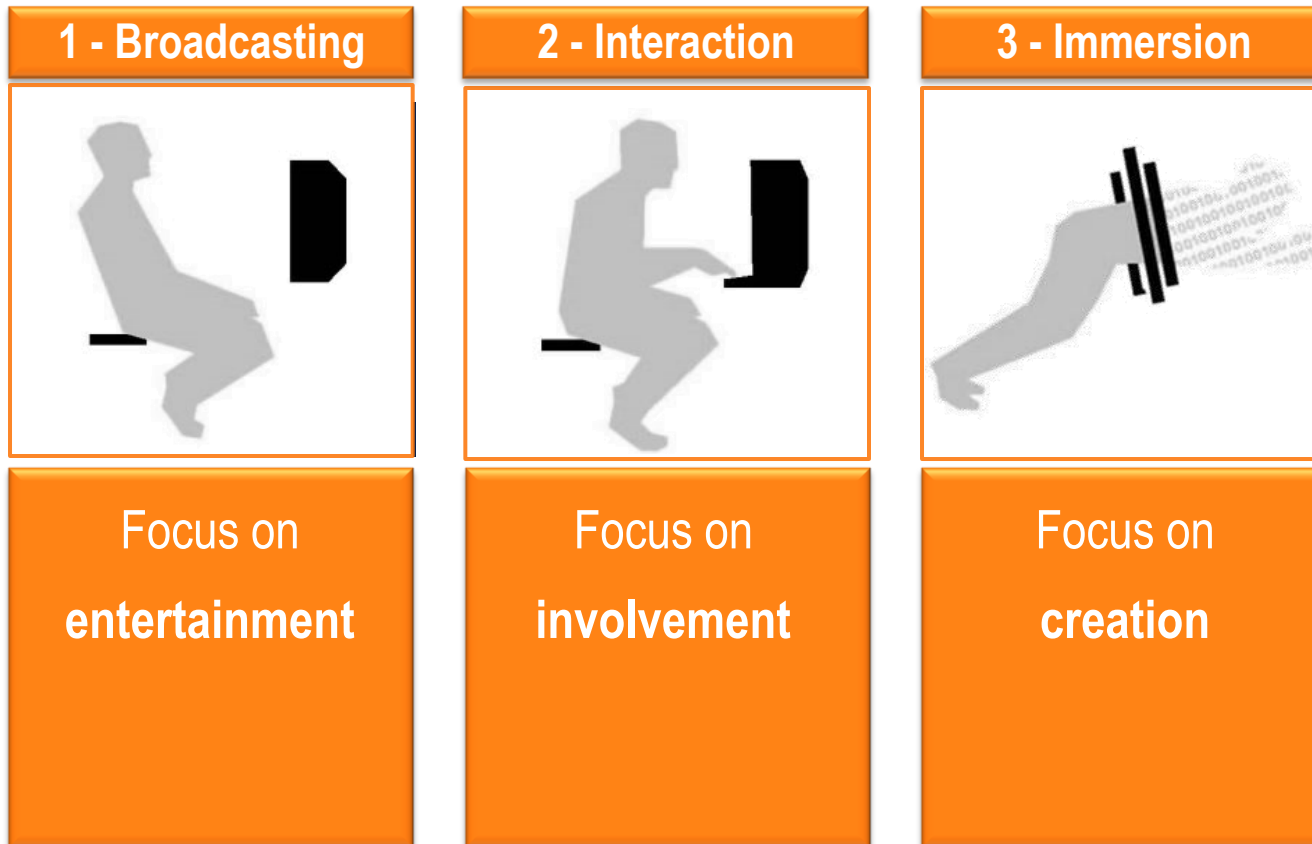 1 - Broadcasting
2 - Interaction
3 - Immersion
Focus on
entertainment
Focus on
involvement
Focus on
creation